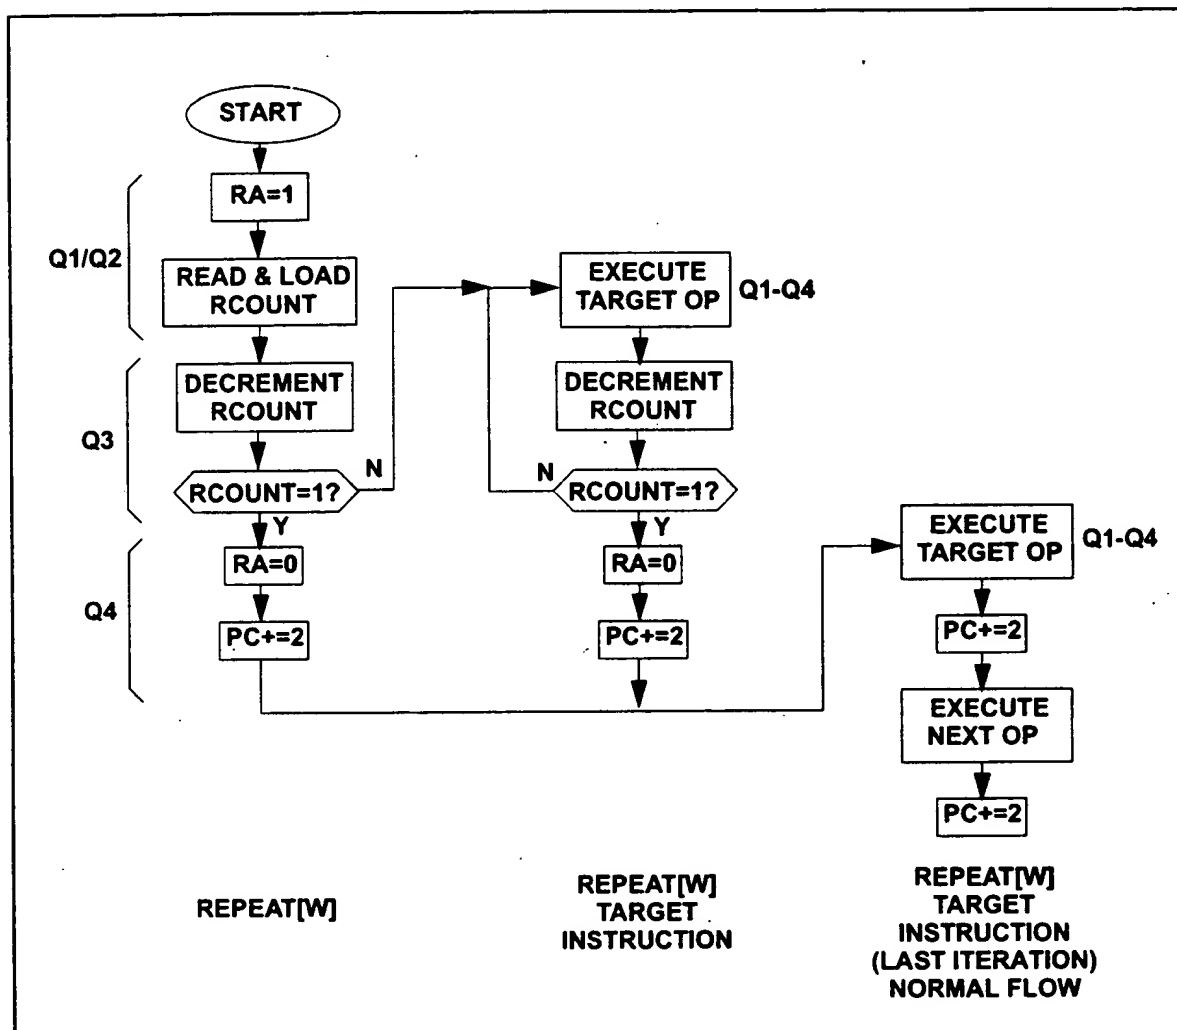 START
RA=1
Q1/Q2
READ & LOAD
RCOUNT
DECREMENT
RCOUNT
Q3
RCOUNT=1?
N
Y
RA=0
Q4
PC+=2
EXECUTE
TARGET OP
Q1-Q4
DECREMENT
RCOUNT
N
RCOUNT=1?
Y
RA=0
PC+=2
EXECUTE
TARGET OP
Q1-Q4
PC+=2
EXECUTE
NEXT OP
PC+=2
REPEAT[W]
REPEAT[W]
TARGET
INSTRUCTION
REPEAT[W]
TARGET
INSTRUCTION
(LAST ITERATION)
NORMAL FLOW